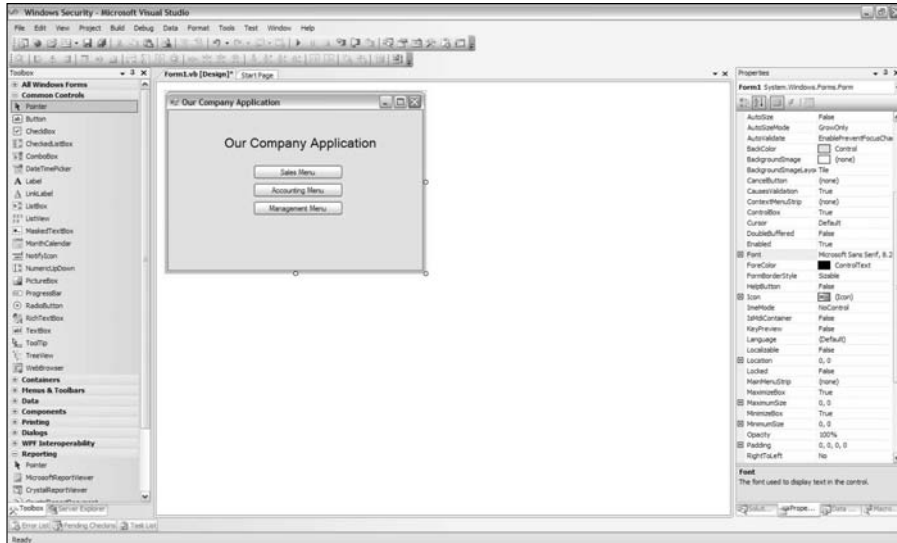 Windows Security - Microsoft Visual Studio
File Edit View Project Build Debug Data Format Tools Test Window Help
Toolbox
All Windows Forms
Common Controls
Pointer
Button
CheckBox
CheckedListBox
ComboBox
DateTimePicker
Label
LinkLabel
ListBox
ListView
MaskedTextBox
MonthCalendar
NotifyIcon
NumericUpDown
PictureBox
ProgressBar
RadioButton
RichTextBox
TextBox
ToolTip
TreeView
WebBrowser
Containers
Menus & Toolbars
Data
Components
Printing
Dialogs
WPF Interoperability
Reporting
Pointer
MicrosoftReportViewer
CrystalReportViewer
Toolbox Server Explorer
Form1.vb [Design]* Start Page
Our Company Application
Our Company Application
Sales Menu
Accounting Menu
Management Menu
Properties
Form1 System.Windows.Forms.Form
AutoSize False
AutoSizeMode GrowOnly
AutoValidate EnablePreventFocusCha
BackColor Control
BackgroundImage (none)
BackgroundImageLayou Tile
CancelButton (none)
CausesValidation True
ContextMenuStrip (none)
ControlBox True
Cursor Default
DoubleBuffered False
Enabled True
Font Microsoft Sans Serif, 8.2
ForeColor ControlText
FormBorderStyle Sizable
HelpButton False
Icon (Icon)
ImeMode NoControl
IsMdiContainer False
KeyPreview False
Language (Default)
Localizable False
Location 0, 0
Locked False
MainMenuStrip (none)
MaximizeBox True
MaximumSize 0, 0
MinimizeBox True
MinimumSize 0, 0
Opacity 100%
Padding 0, 0, 0, 0
RightToLeft No
Font
The font used to display text in the control.
Solut... Prope... Data ... Macro...
Error List Pending Checkins Task List
Ready